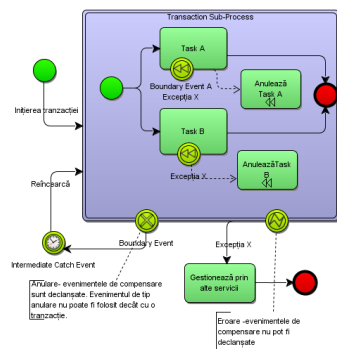 Transaction Sub-Process
Task A
Boundary Event A
Excepția X
Anulează
Task A
Inițierea tranzacției
Task B
Excepția X
AnuleazăTask
B
Reîncearcă
Boundary Event
Excepția X
Intermediate Catch Event
Anulare- evenimentele de compensare
sunt declanșate. Evenimentul de tip
anulare nu poate fi folosit decât cu o
tranzacție.
Gestionează prin
alte servicii
Eroare -evenimentele de
compensare nu pot fi
declanșate